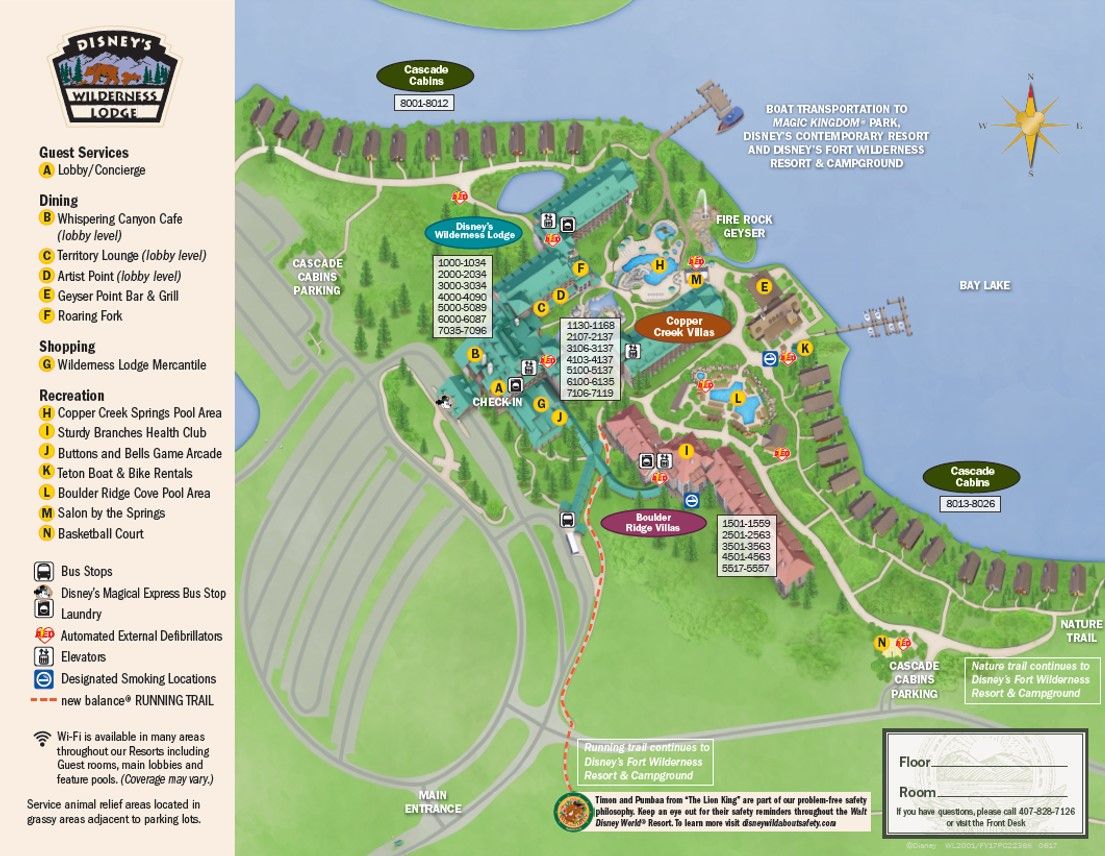 DISNEY'S
WILDERNESS
LODGE
Guest Services
A Lobby/Concierge
Dining
B Whispering Canyon Cafe
(lobby level)
C Territory Lounge (lobby level)
D Artist Point (lobby level)
E Geyser Point Bar & Grill
F Roaring Fork
Shopping
G Wilderness Lodge Mercantile
Recreation
H Copper Creek Springs Pool Area
I Sturdy Branches Health Club
J Buttons and Bells Game Arcade
K Teton Boat & Bike Rentals
L Boulder Ridge Cove Pool Area
M Salon by the Springs
N Basketball Court
Bus Stops
Disney's Magical Express Bus Stop
Laundry
AED Automated External Defibrillators
Elevators
Designated Smoking Locations
new balance® RUNNING TRAIL
Wi-Fi is available in many areas
throughout our Resorts including
Guest rooms, main lobbies and
feature pools. (Coverage may vary.)
Service animal relief areas located in
grassy areas adjacent to parking lots.
Cascade
Cabins
8001-8012
BOAT TRANSPORTATION TO
MAGIC KINGDOM® PARK,
DISNEY'S CONTEMPORARY RESORT
AND DISNEY'S FORT WILDERNESS
RESORT & CAMPGROUND
N
W
E
S
AED
Disney's
Wilderness Lodge
AED
FIRE ROCK
GEYSER
CASCADE
CABINS
PARKING
1000-1034
2000-2034
3000-3034
4000-4090
5000-5089
6000-6087
7035-7096
F
H
AED
M
E
BAY LAKE
D
C
Copper
Creek Villas
1130-1168
2107-2137
3106-3137
4103-4137
5100-5137
6100-6135
7106-7119
B
AED
AED
K
A
CHECK-IN
G
J
AED
L
I
AED
AED
Cascade
Cabins
8013-8026
Boulder
Ridge Villas
1501-1559
2501-2563
3501-3563
4501-4563
5517-5557
NATURE
TRAIL
N
AED
CASCADE
CABINS
PARKING
Nature trail continues to
Disney's Fort Wilderness
Resort & Campground
Running trail continues to
Disney's Fort Wilderness
Resort & Campground
MAIN
ENTRANCE
Timon and Pumbaa from "The Lion King" are part of our problem-free safety
philosophy. Keep an eye out for their safety reminders throughout the Walt
Disney World® Resort. To learn more visit disneywildaboutsafety.com
Floor
Room
If you have questions, please call 407-828-7126
or visit the Front Desk
©Disney WL2001/FY17PG22386 0817